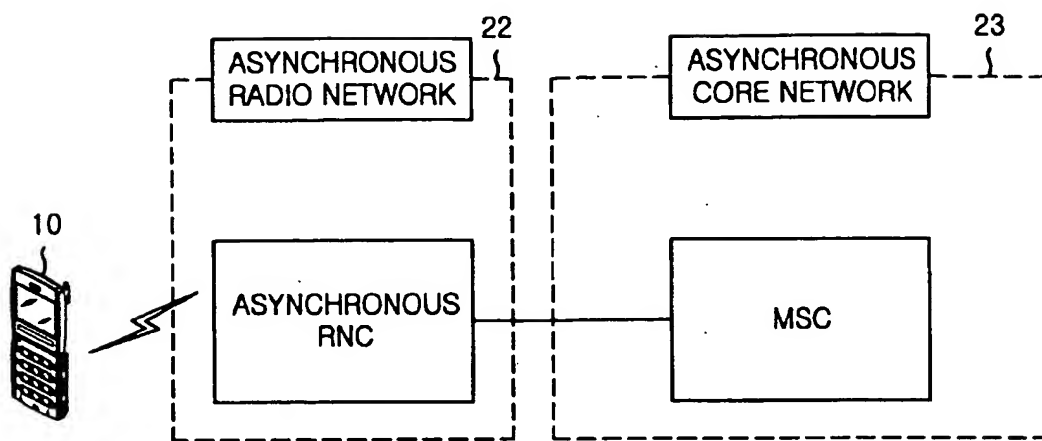 ASYNCHRONOUS
RADIO NETWORK
22
ASYNCHRONOUS
CORE NETWORK
23
10
ASYNCHRONOUS
RNC
MSC